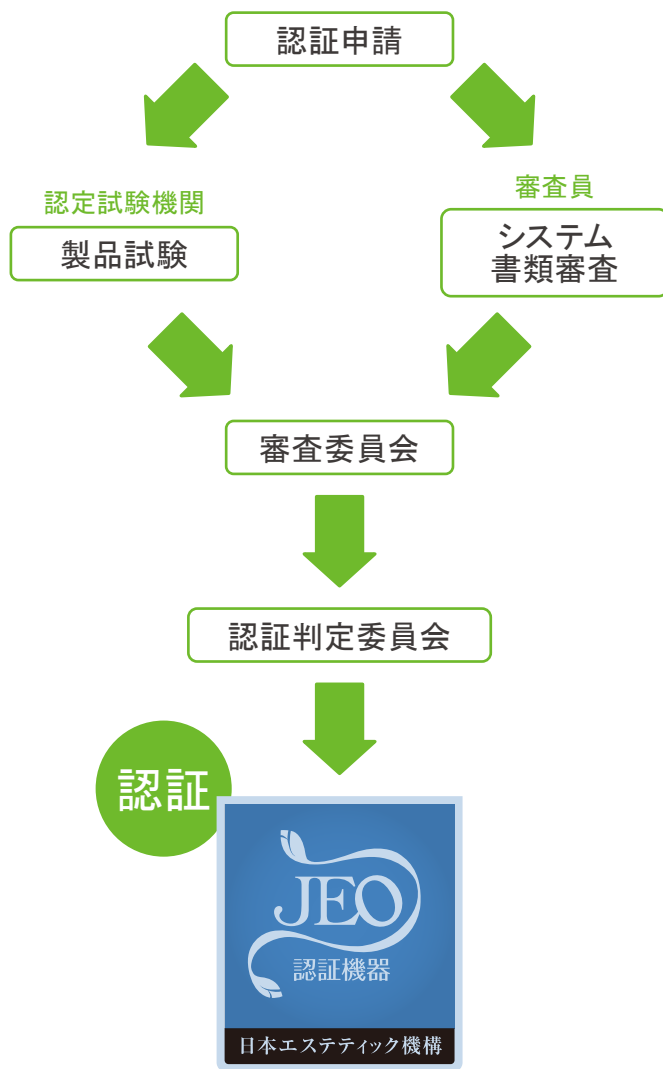 認証申請
認定試験機関
製品試験
審査員
システム
書類審査
審査委員会
認証判定委員会
認証
JEO
認証機器
日本エステティック機構